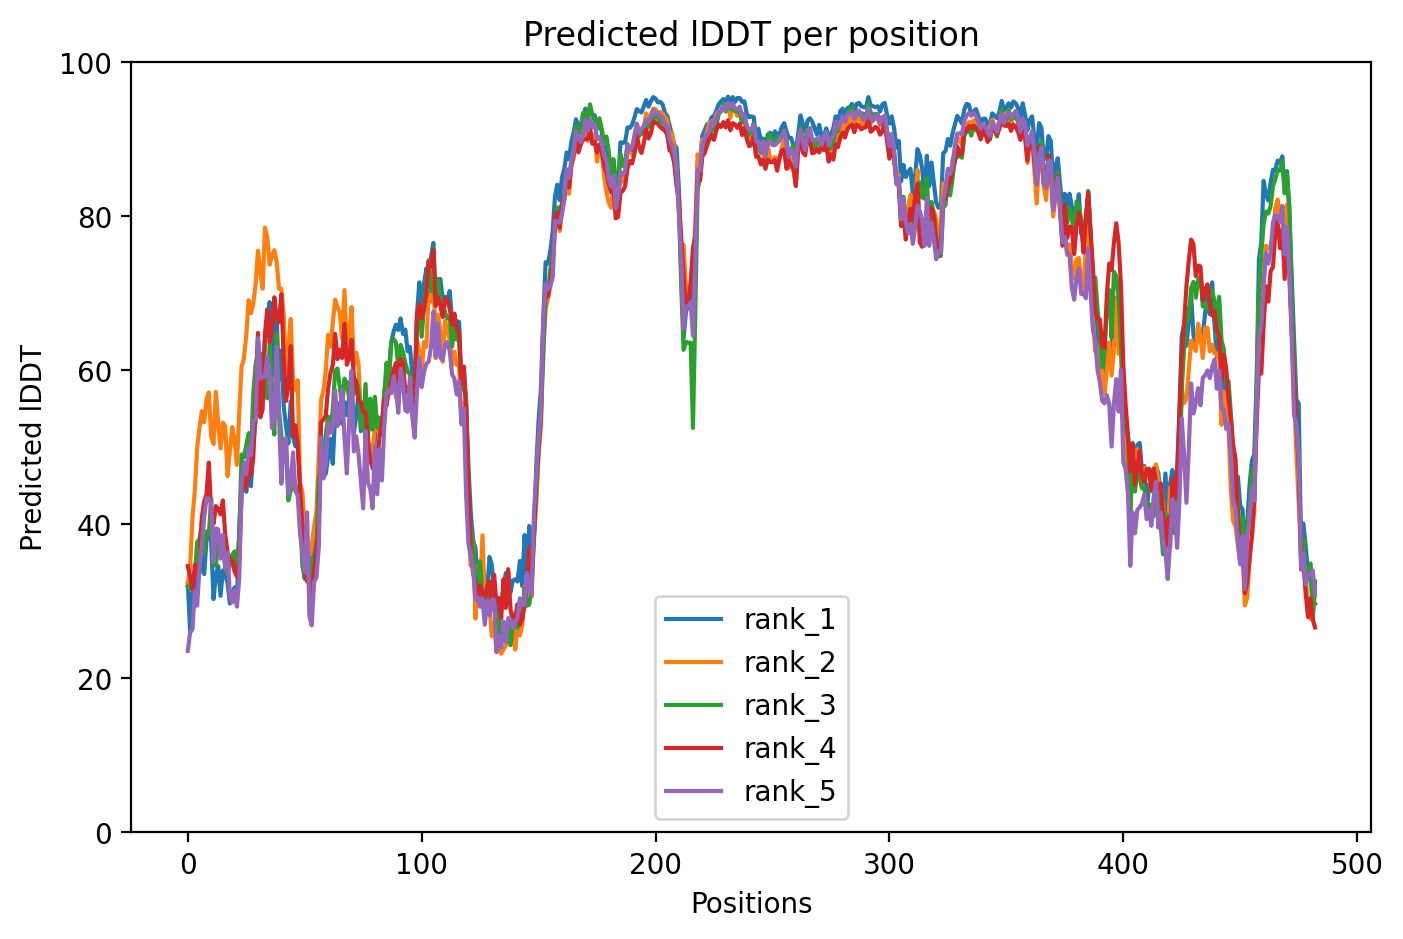 Predicted lDDT per position
Predicted lDDT
100
80
60
40
20
0
0 100 200 300 400 500
Positions
rank_1
rank_2
rank_3
rank_4
rank_5